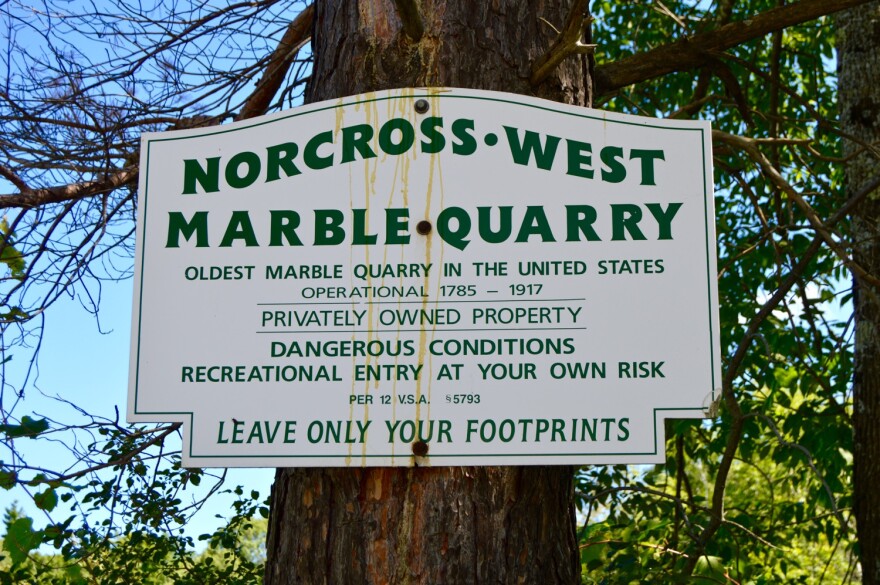 NORCROSS·WEST
MARBLE QUARRY
OLDEST MARBLE QUARRY IN THE UNITED STATES
OPERATIONAL 1785 – 1917
PRIVATELY OWNED PROPERTY
DANGEROUS CONDITIONS
RECREATIONAL ENTRY AT YOUR OWN RISK
PER 12 V.S.A. §5793
LEAVE ONLY YOUR FOOTPRINTS